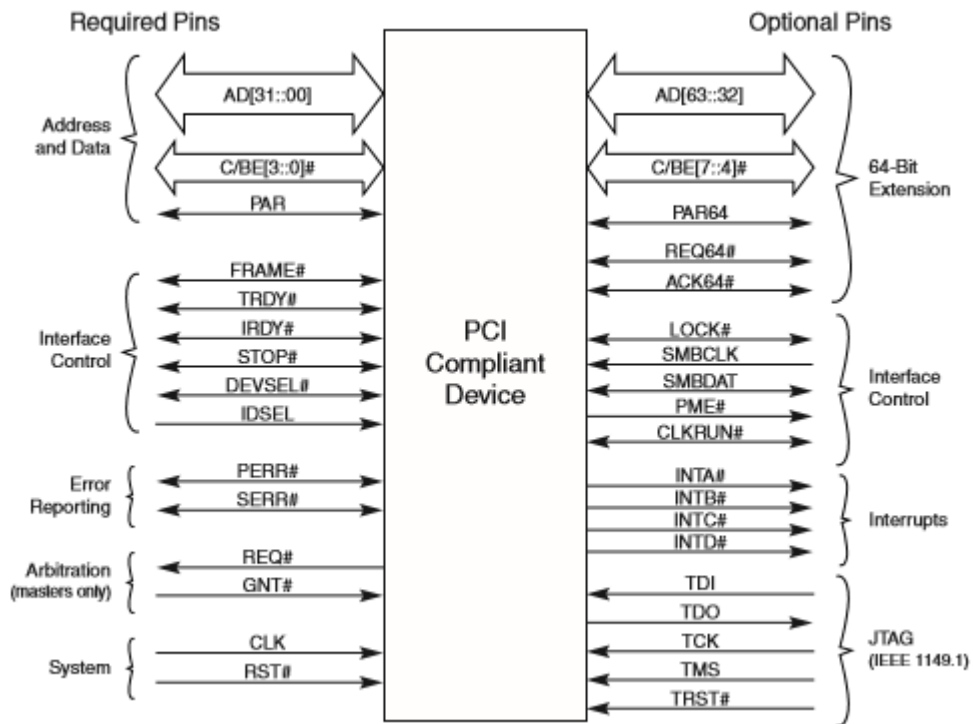 Required Pins
Optional Pins
Address
and Data
AD[31::00]
C/BE[3::0]#
PAR
Interface
Control
FRAME#
TRDY#
IRDY#
STOP#
DEVSEL#
IDSEL
Error
Reporting
PERR#
SERR#
Arbitration
(masters only)
REQ#
GNT#
System
CLK
RST#
PCI
Compliant
Device
AD[63::32]
C/BE[7::4]#
PAR64
REQ64#
ACK64#
64-Bit
Extension
LOCK#
SMBCLK
SMBDAT
PME#
CLKRUN#
Interface
Control
INTA#
INTB#
INTC#
INTD#
Interrupts
TDI
TDO
TCK
TMS
TRST#
JTAG
(IEEE 1149.1)